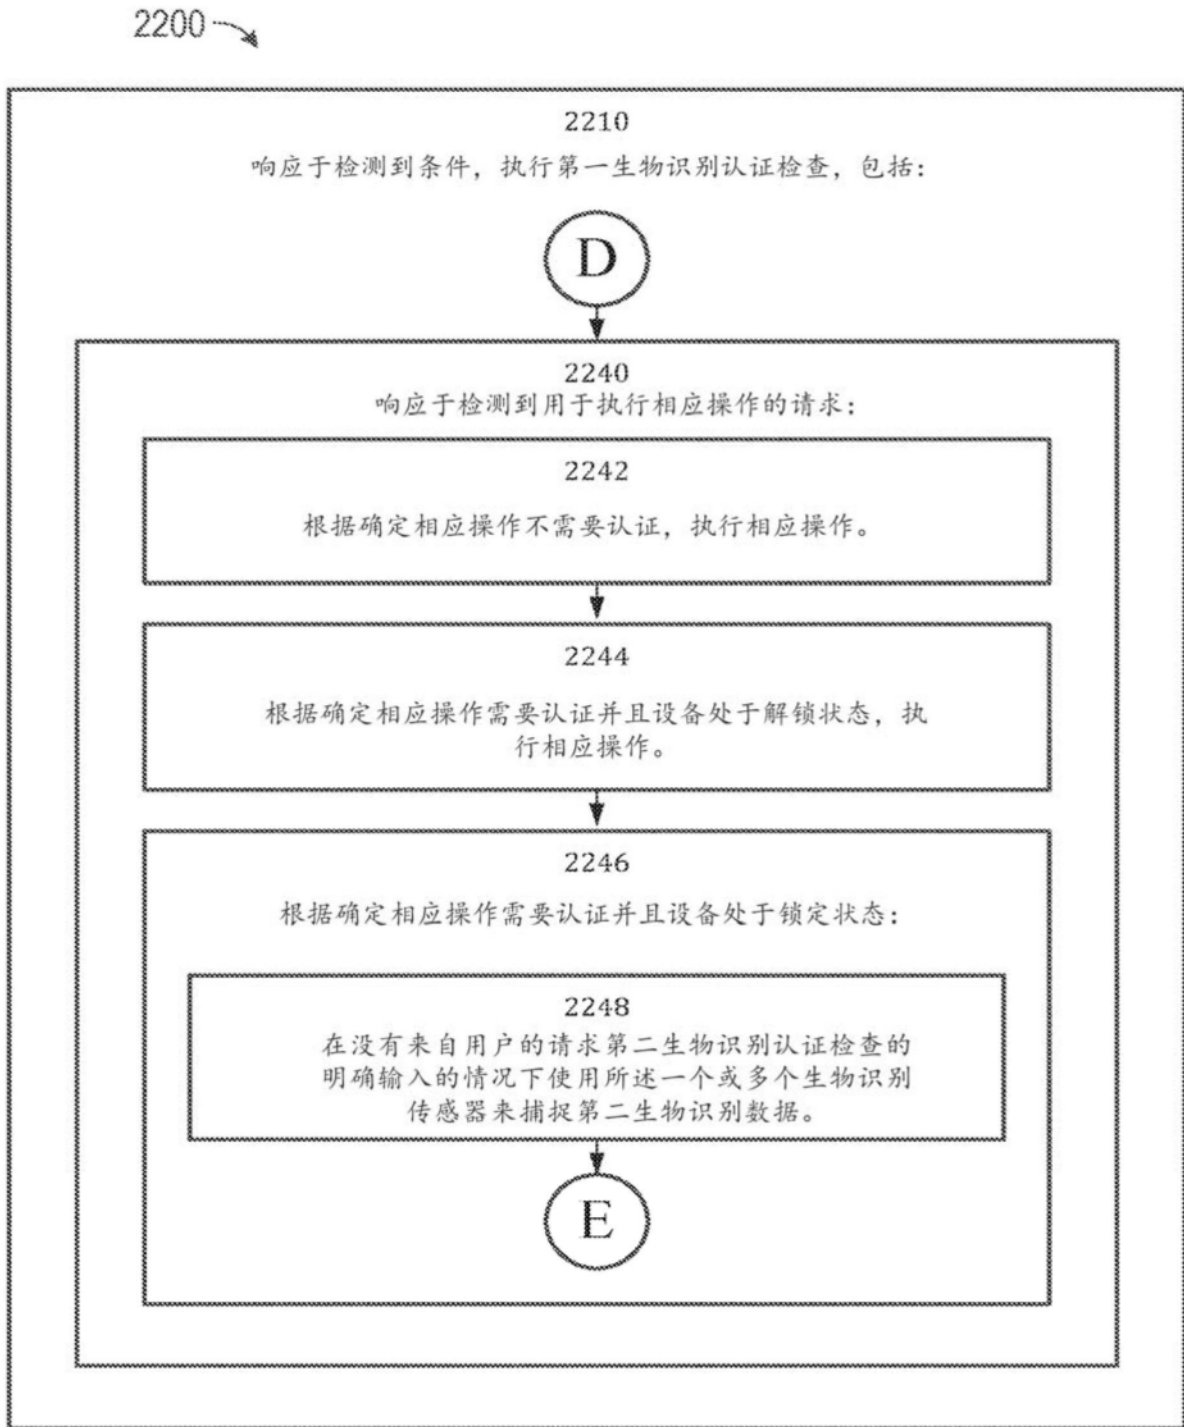 2200
2210
响应于检测到条件，执行第一生物识别认证检查，包括：
D
2240
响应于检测到用于执行相应操作的请求：
2242
根据确定相应操作不需要认证，执行相应操作。
2244
根据确定相应操作需要认证并且设备处于解锁状态，执
行相应操作。
2246
根据确定相应操作需要认证并且设备处于锁定状态：
2248
在没有来自用户的请求第二生物识别认证检查的
明确输入的情况下使用所述一个或多个生物识别
传感器来捕捉第二生物识别数据。
E